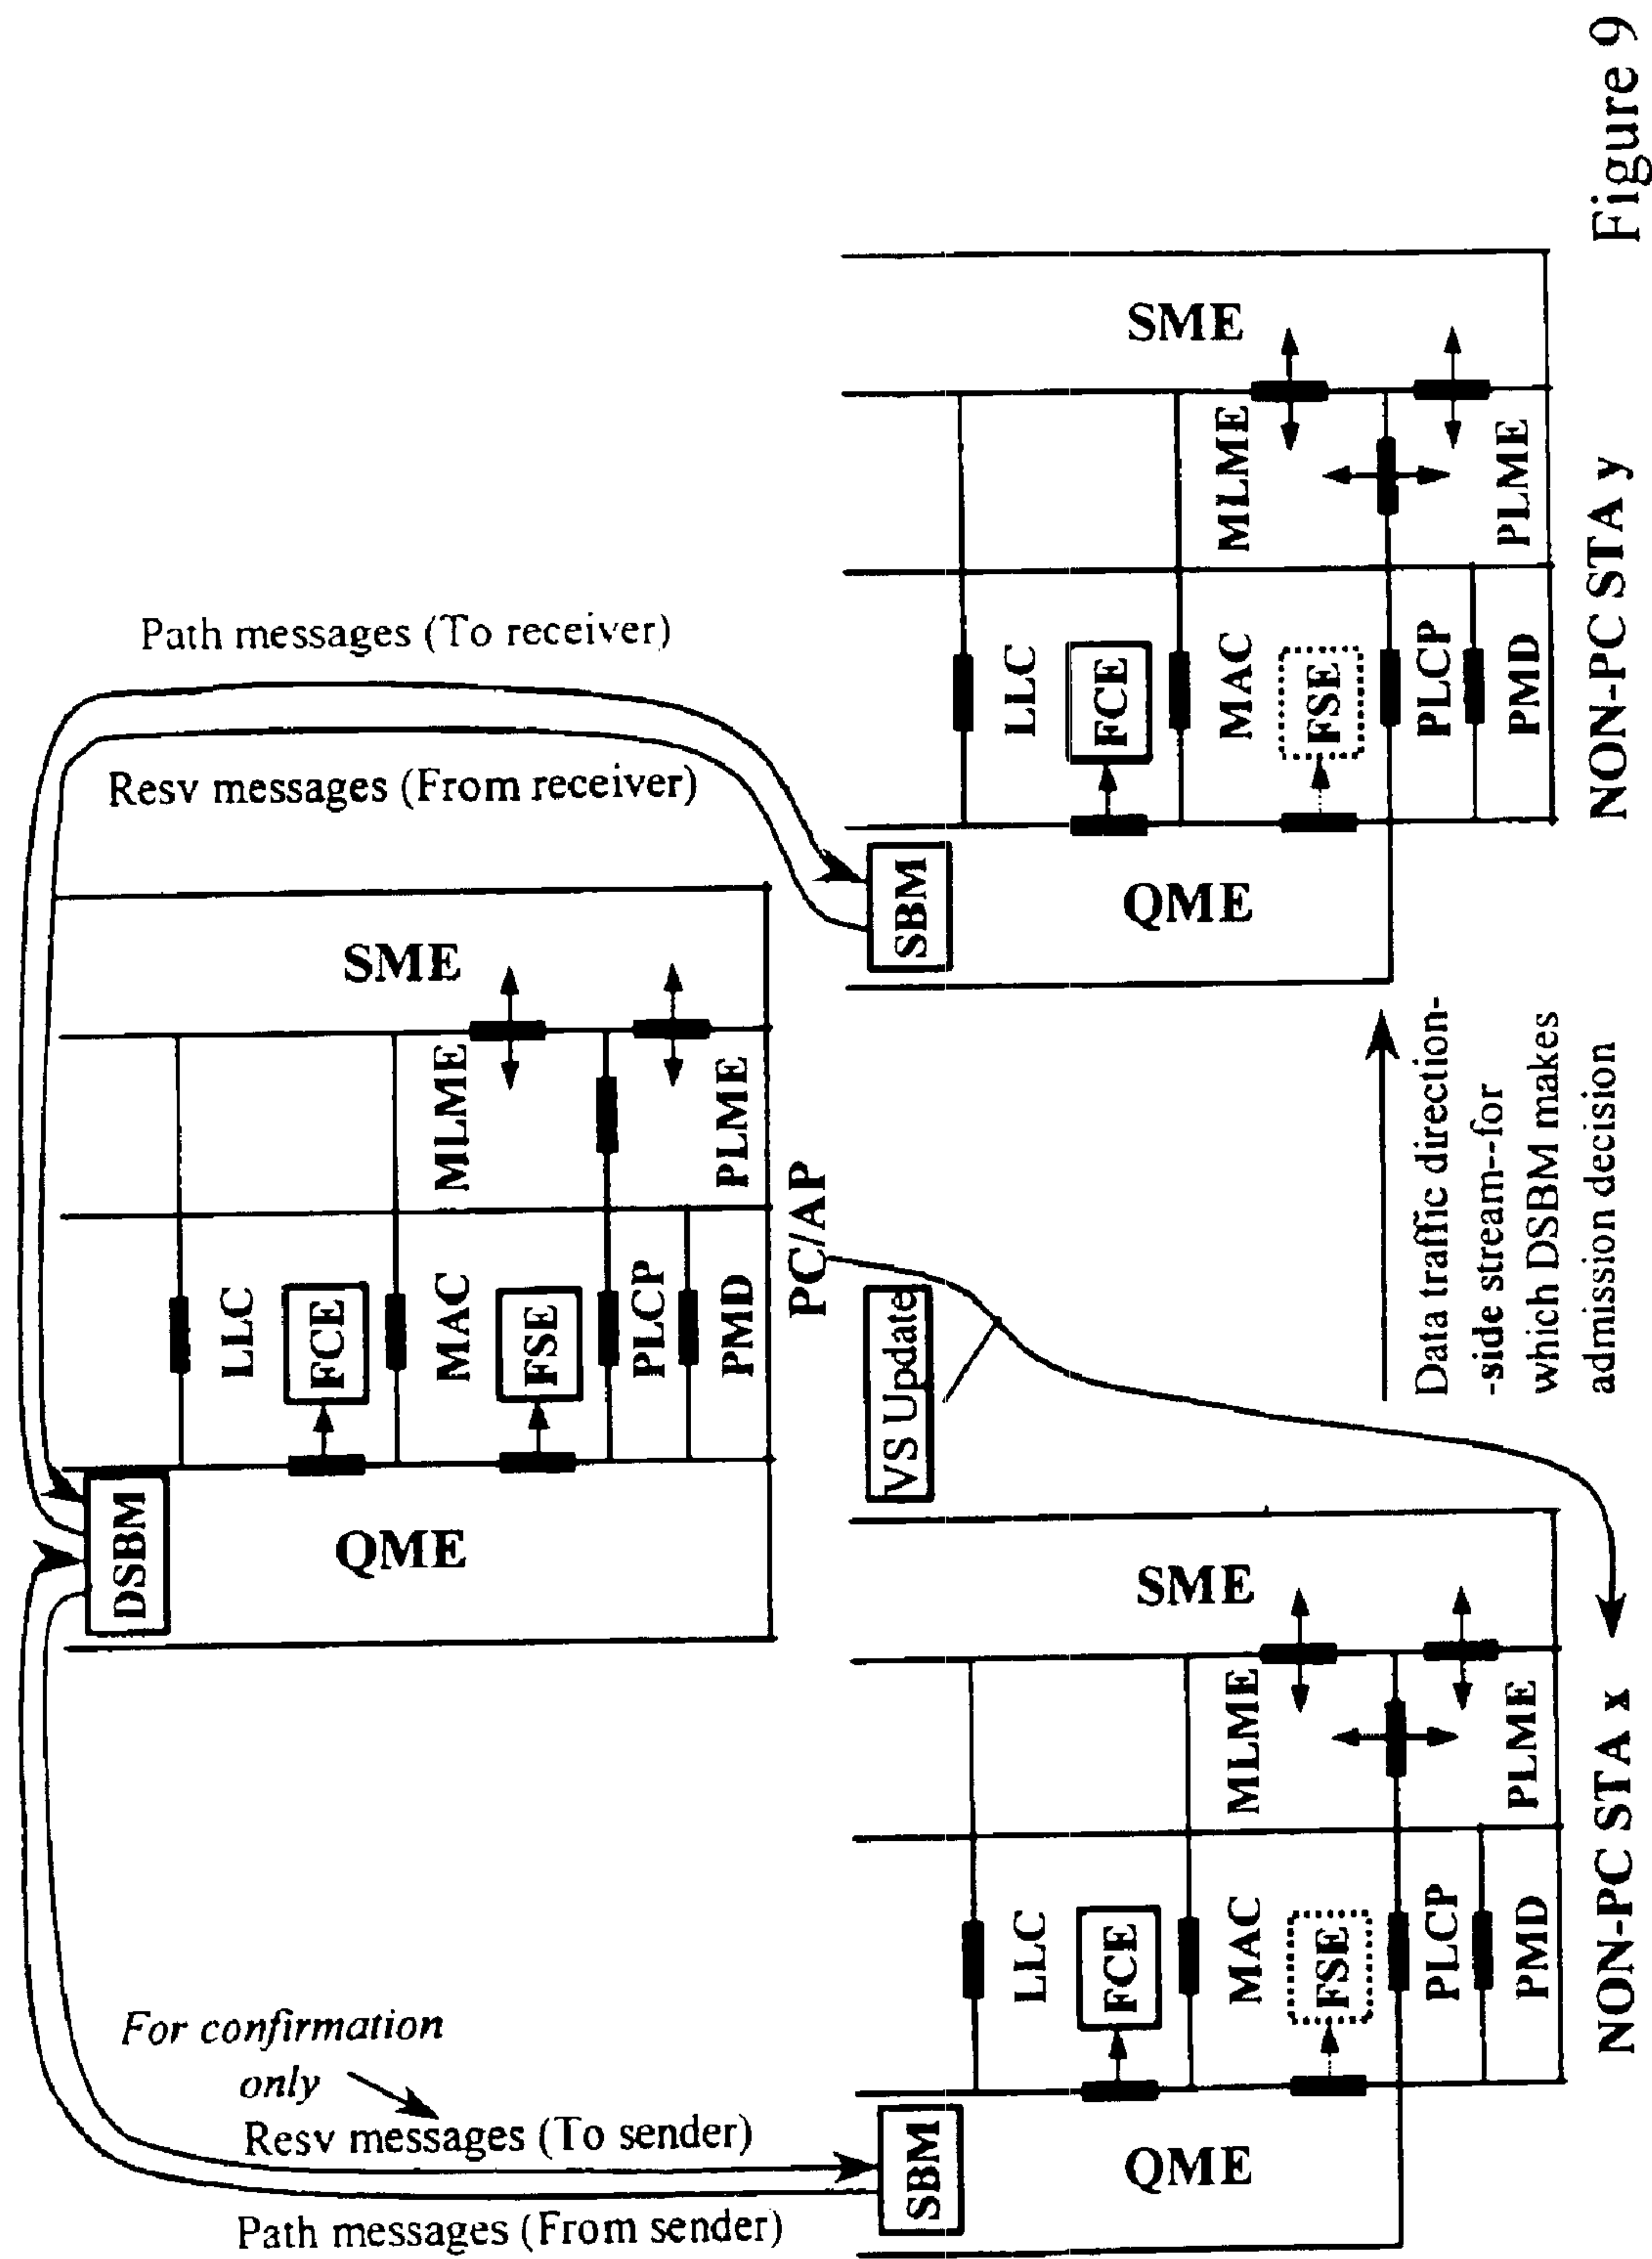 Path messages (To receiver)
Resv messages (From receiver)
For confirmation
only
Resv messages (To sender)
Path messages (From sender)
DSBM
QME
LLC
FCE
MAC
FSE
PLCP
PMD
MLME
PLME
SME
PC/AP
VS Update
SBM
QME
LLC
FCE
MAC
FSE
PLCP
PMD
MLME
PLME
SME
NON-PC STA x
Data traffic direction-
-side stream--for
which DSBM makes
admission decision
SBM
QME
LLC
FCE
MAC
FSE
PLCP
PMD
MLME
PLME
SME
NON-PC STA y
Figure 9